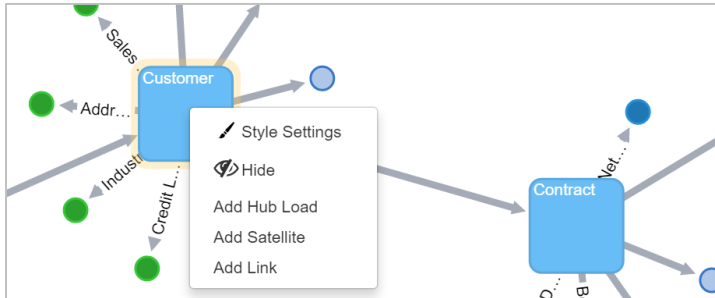 Sales
Customer
Addr...
Style Settings
Industr
Hide
Net...
Contract
Credit L...
Add Hub Load
Add Satellite
Add Link
D...
B...